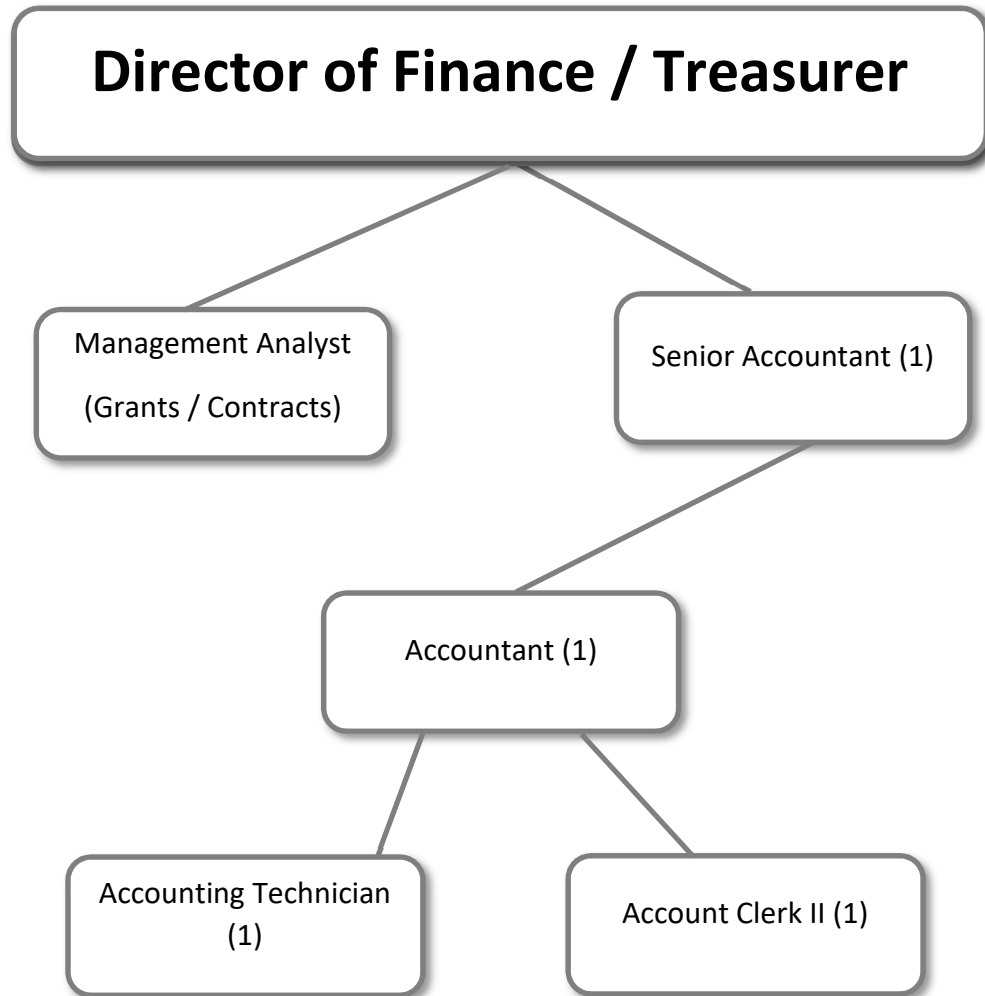 Director of Finance / Treasurer
Management Analyst
(Grants / Contracts)
Senior Accountant (1)
Accountant (1)
Accounting Technician
(1)
Account Clerk II (1)